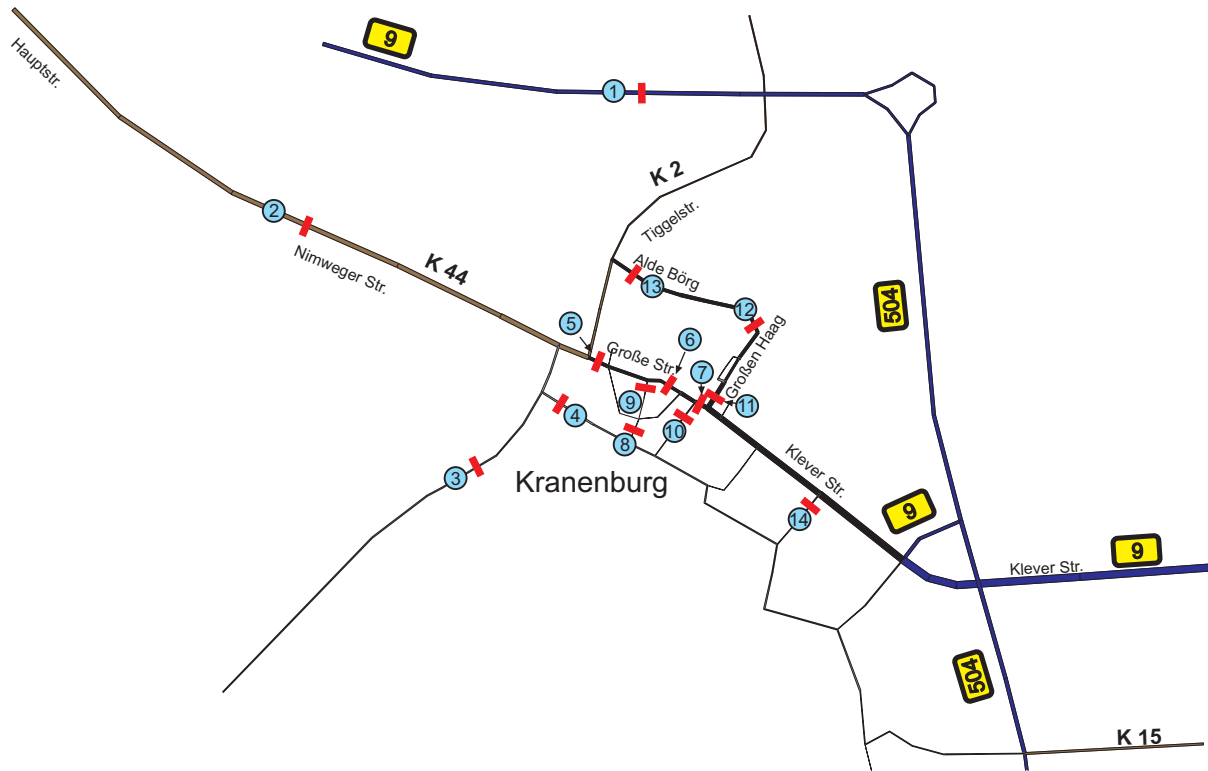 9
Hauptstr.
1
K 2
2
Tiggelstr.
Nimweger Str.
K 44
Alde Börg
13
12
504
5
6
Große Str.
Großen Haag
7
9
11
4
10
8
3
Kranenburg
Klever Str.
14
9
9
Klever Str.
504
K 15